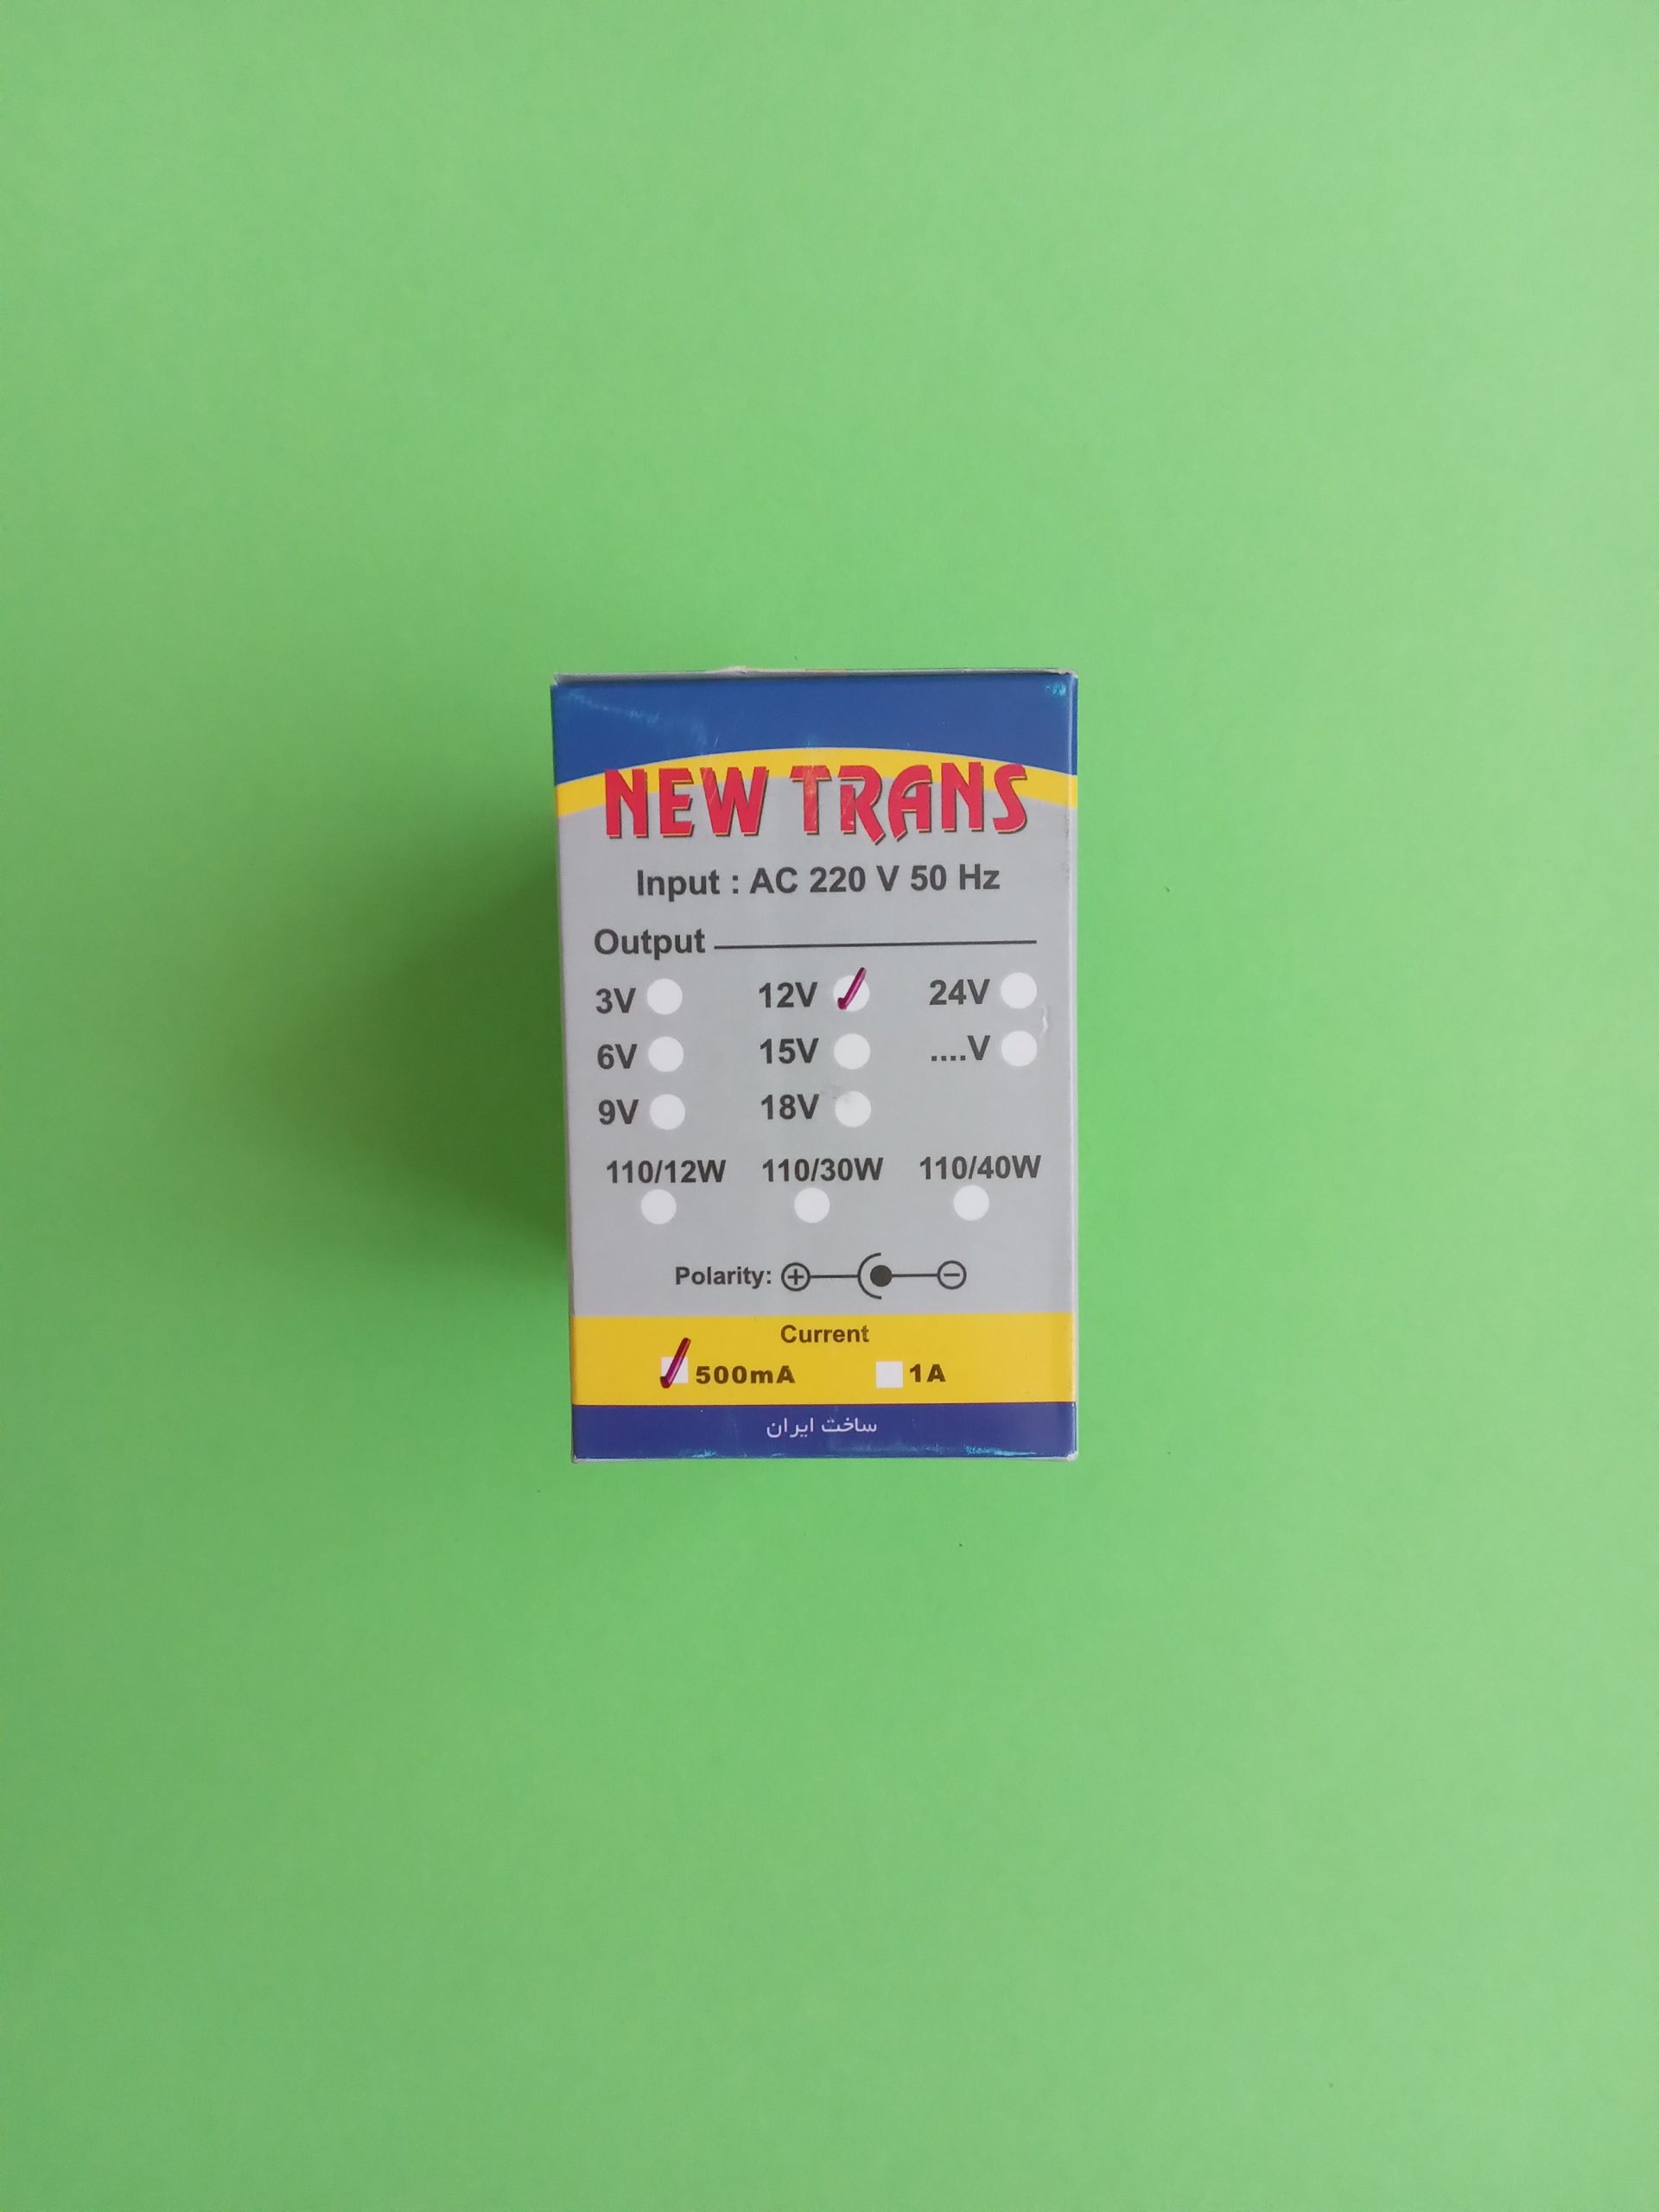 NEW TRANS
Input : AC 220 V 50 Hz
Output
3V 12V 24V
6V 15V ....V
9V 18V
110/12W 110/30W 110/40W
Polarity:
Current
500mA 1A
ساخت ایران